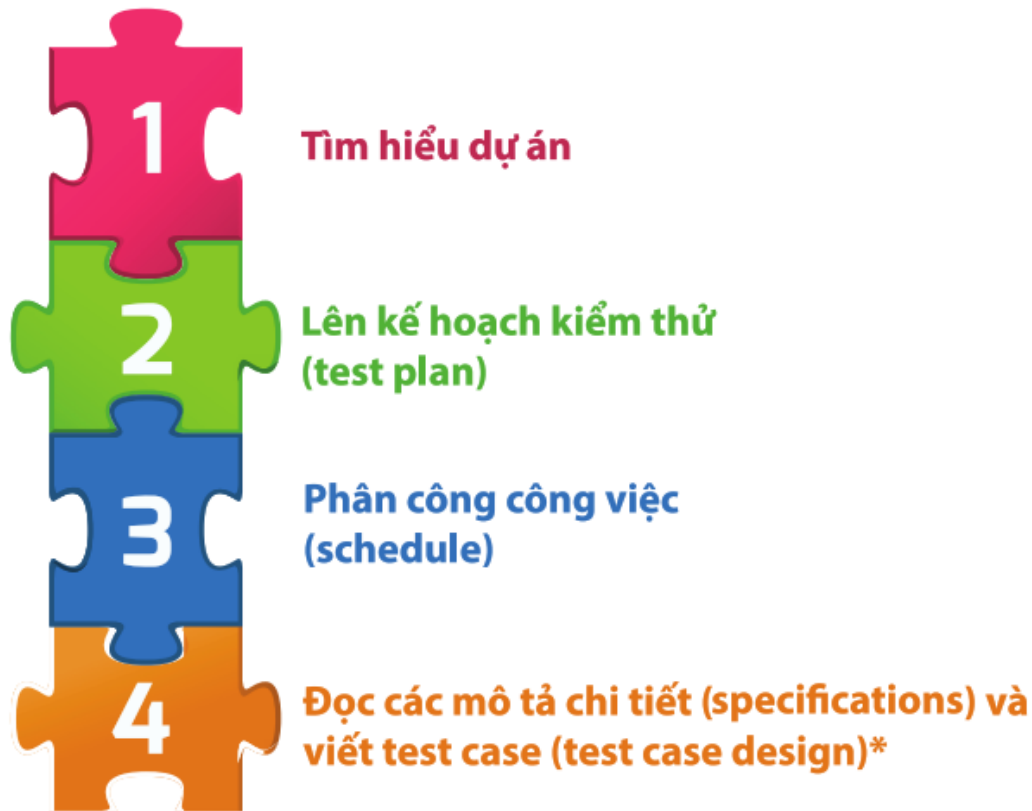 1
Tìm hiểu dự án
2
Lên kế hoạch kiểm thử
(test plan)
3
Phân công công việc
(schedule)
4
Đọc các mô tả chi tiết (specifications) và
viết test case (test case design)*